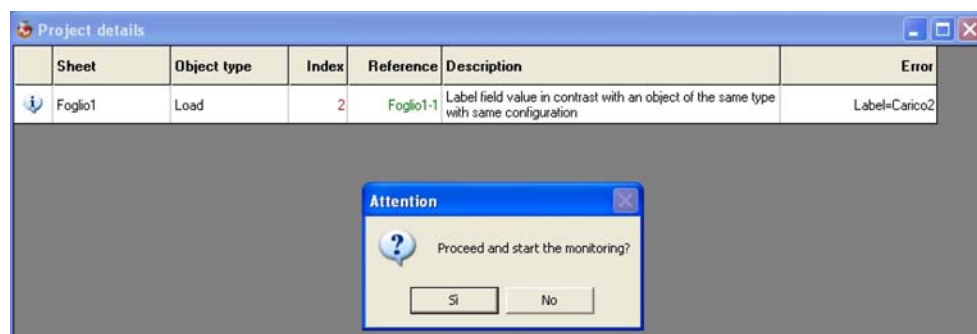 Project details
Sheet Object type Index Reference Description Error
Foglio1 Load 2 Foglio1-1 Label field value in contrast with an object of the same type Label=Carico2
with same configuration
Attention
Proceed and start the monitoring?
Sì No